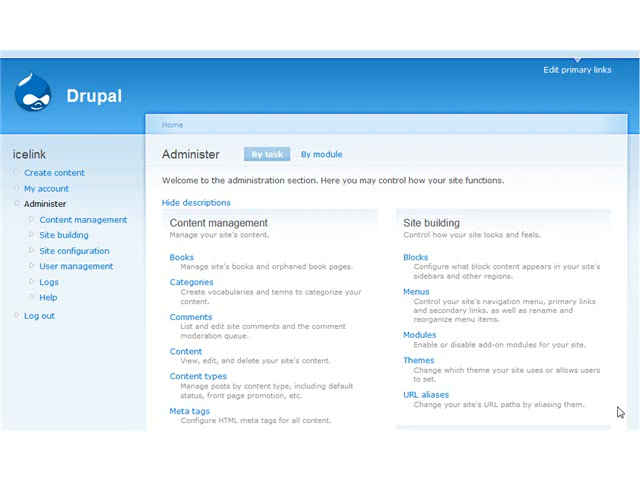 Edit primary links
Drupal
Home
icelink
Create content
My account
Administer
Content management
Site building
Site configuration
User management
Logs
Help
Log out
Administer
By task
By module
Welcome to the administration section. Here you may control how your site functions.
Hide descriptions
Content management
Manage your site's content.
Books
Manage site's books and orphaned book pages.
Categories
Create vocabularies and terms to categorize your
content.
Comments
List and edit site comments and the comment
moderation queue.
Content
View, edit, and delete your site's content.
Content types
Manage posts by content type, including default
status, front page promotion, etc.
Meta tags
Configure HTML meta tags for all content.
Site building
Control how your site looks and feels.
Blocks
Configure what block content appears in your site's
sidebars and other regions.
Menus
Control your site's navigation menu, primary links
and secondary links. as well as rename and
reorganize menu items.
Modules
Enable or disable add-on modules for your site.
Themes
Change which theme your site uses or allows users
to set.
URL aliases
Change your site's URL paths by aliasing them.